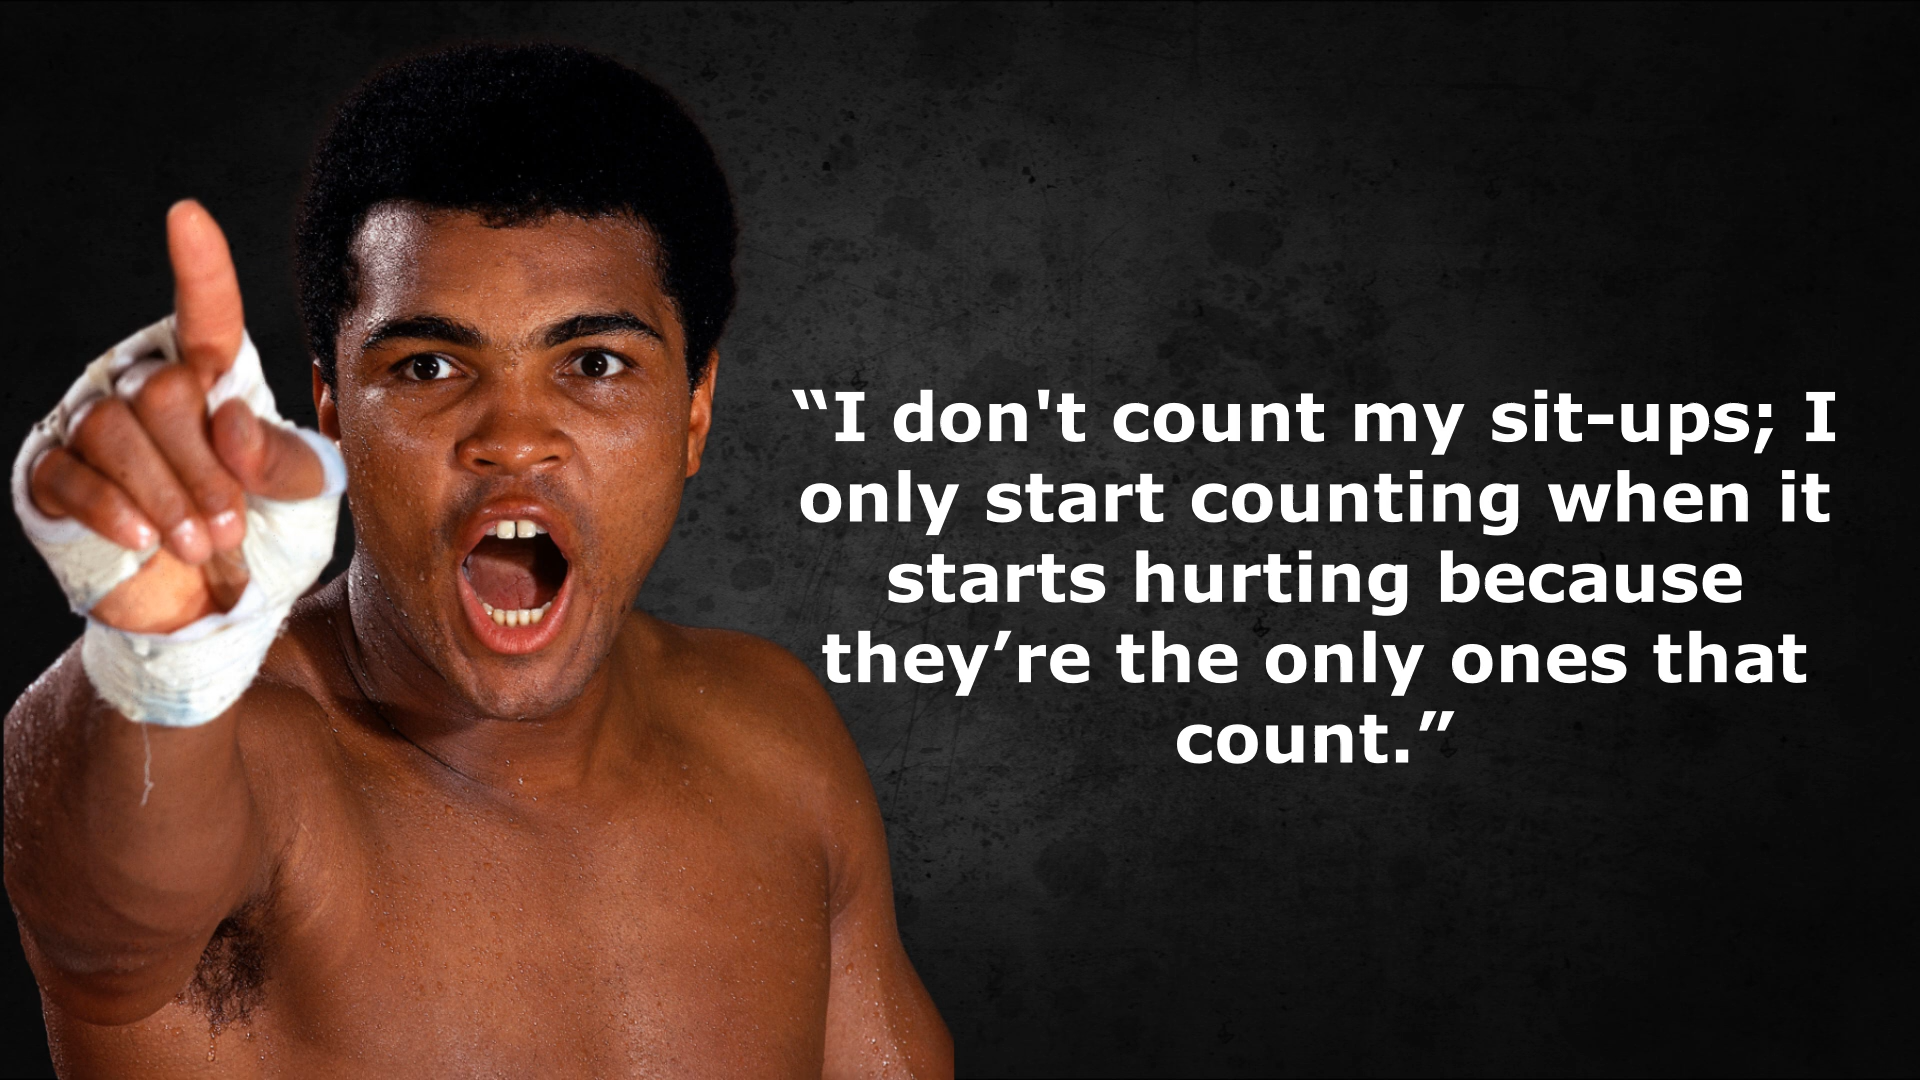 “I don't count my sit-ups; I
only start counting when it
starts hurting because
they’re the only ones that
count.”